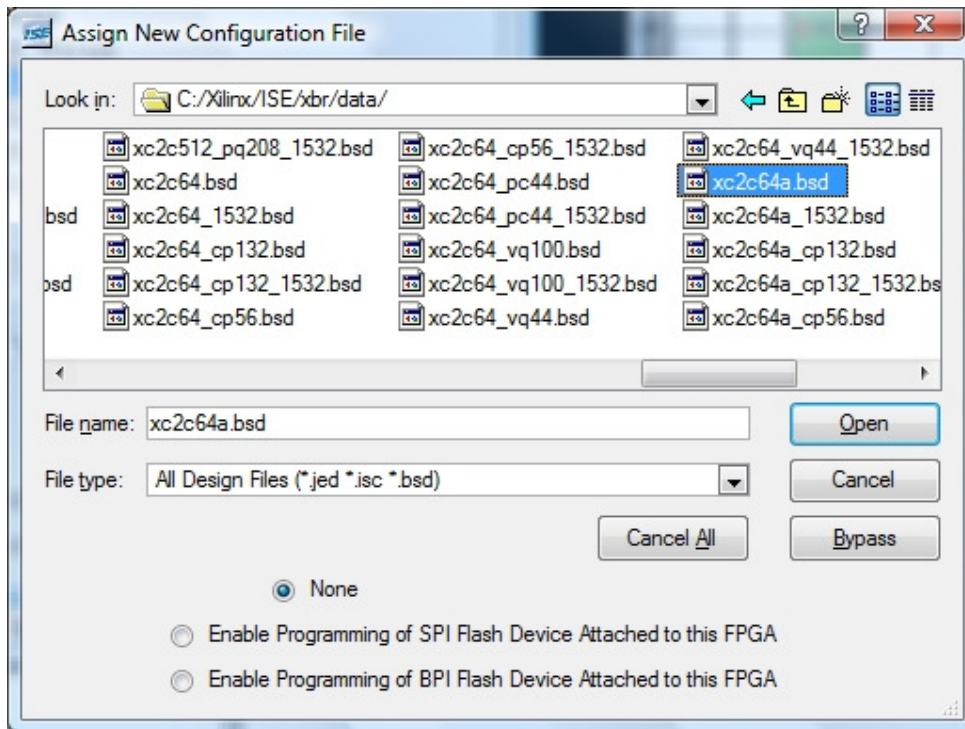 ISE Assign New Configuration File
?
X
Look in: C:/Xilinx/ISE/xbr/data/
xc2c512_pq208_1532.bsd xc2c64_cp56_1532.bsd xc2c64_vq44_1532.bsd
xc2c64.bsd xc2c64_pc44.bsd xc2c64a.bsd
bsd xc2c64_1532.bsd xc2c64_pc44_1532.bsd xc2c64a_1532.bsd
xc2c64_cp132.bsd xc2c64_vq100.bsd xc2c64a_cp132.bsd
bsd xc2c64_cp132_1532.bsd xc2c64_vq100_1532.bsd xc2c64a_cp132_1532.bs
xc2c64_cp56.bsd xc2c64_vq44.bsd xc2c64a_cp56.bsd
File name: xc2c64a.bsd Open
File type: All Design Files (*.jed *.isc *.bsd) Cancel
Cancel All Bypass
None
Enable Programming of SPI Flash Device Attached to this FPGA
Enable Programming of BPI Flash Device Attached to this FPGA